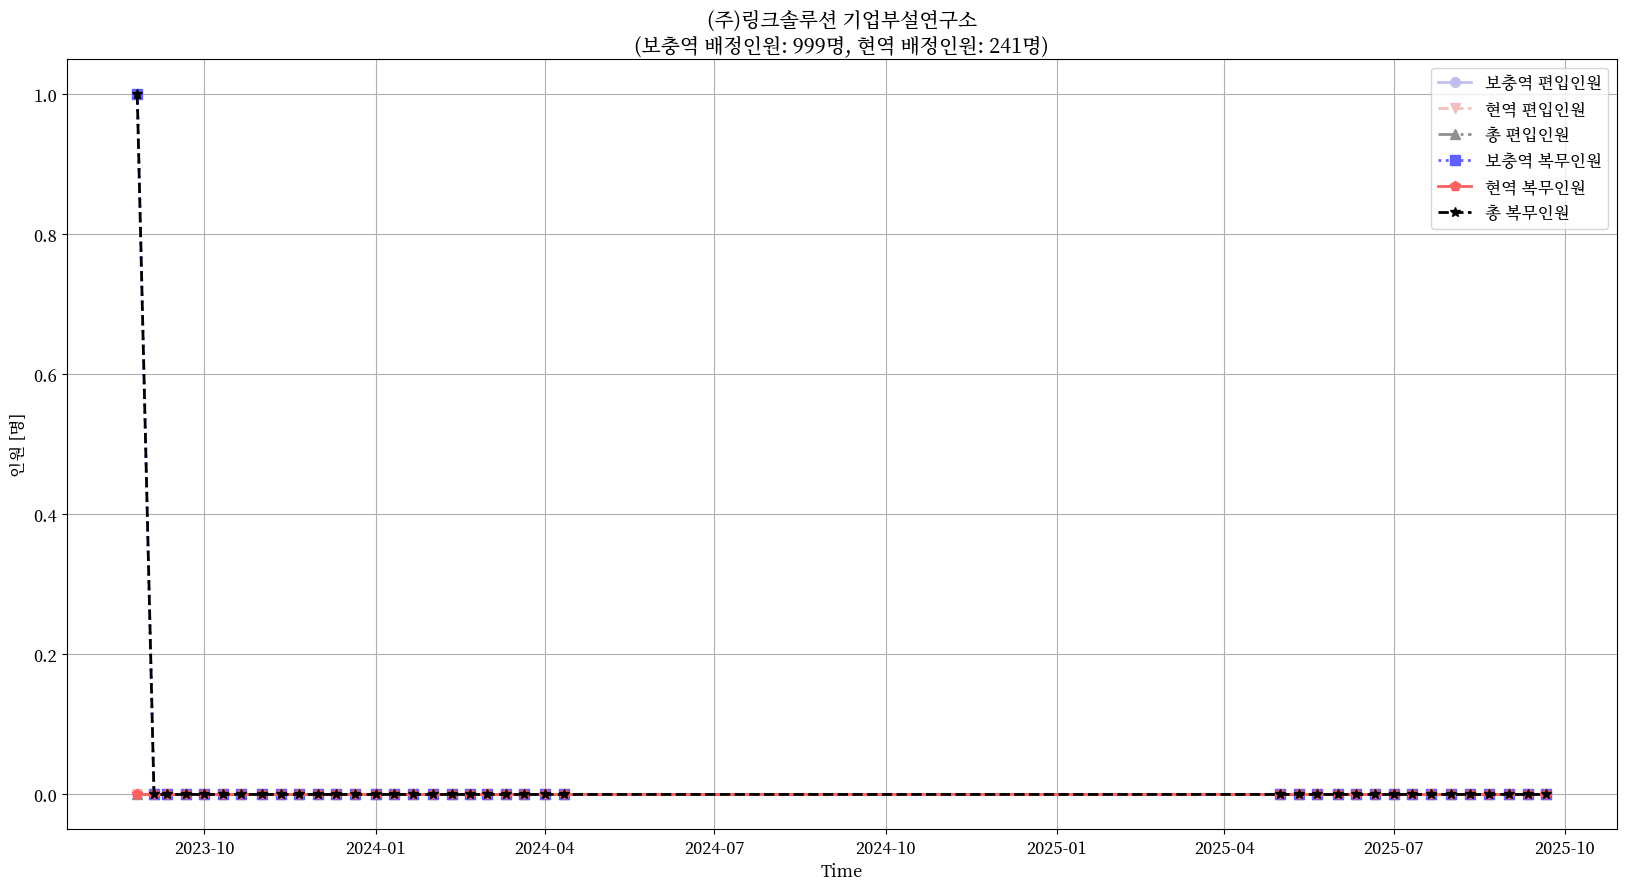 (주)링크솔루션 기업부설연구소
(보충역 배정인원: 999명, 현역 배정인원: 241명)
보충역 편입인원
현역 편입인원
총 편입인원
보충역 복무인원
현역 복무인원
총 복무인원
인원 [명]
1.0
0.8
0.6
0.4
0.2
0.0
2023-10
2024-01
2024-04
2024-07
2024-10
2025-01
2025-04
2025-07
2025-10
Time